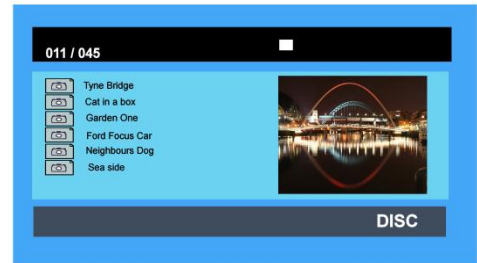 011 / 045
Tyne Bridge
Cat in a box
Garden One
Ford Focus Car
Neighbours Dog
Sea side
DISC